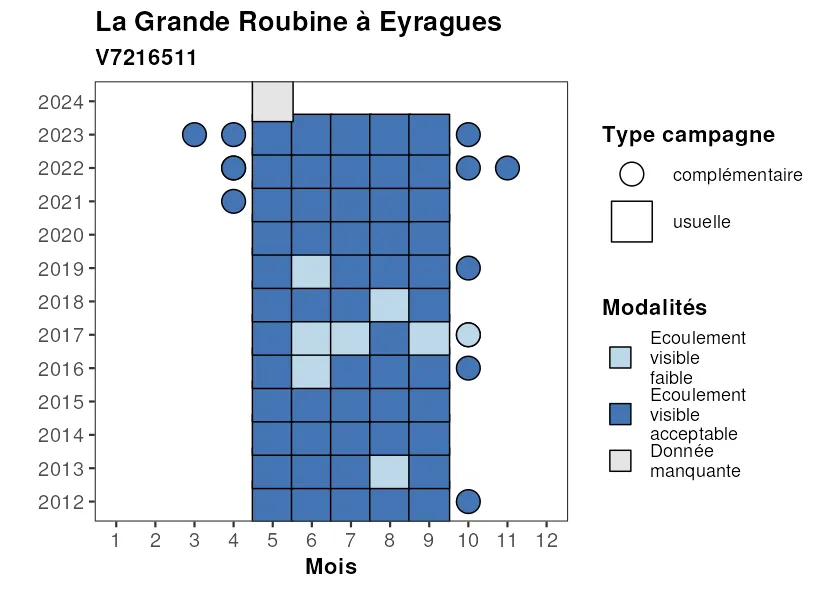 La Grande Roubine à Eyragues
V7216511
2024
2023
2022
2021
2020
2019
2018
2017
2016
2015
2014
2013
2012
1 2 3 4 5 6 7 8 9 10 11 12
Mois
Type campagne
complémentaire
usuelle
Modalités
Ecoulement
visible
faible
Ecoulement
visible
acceptable
Donnée
manquante